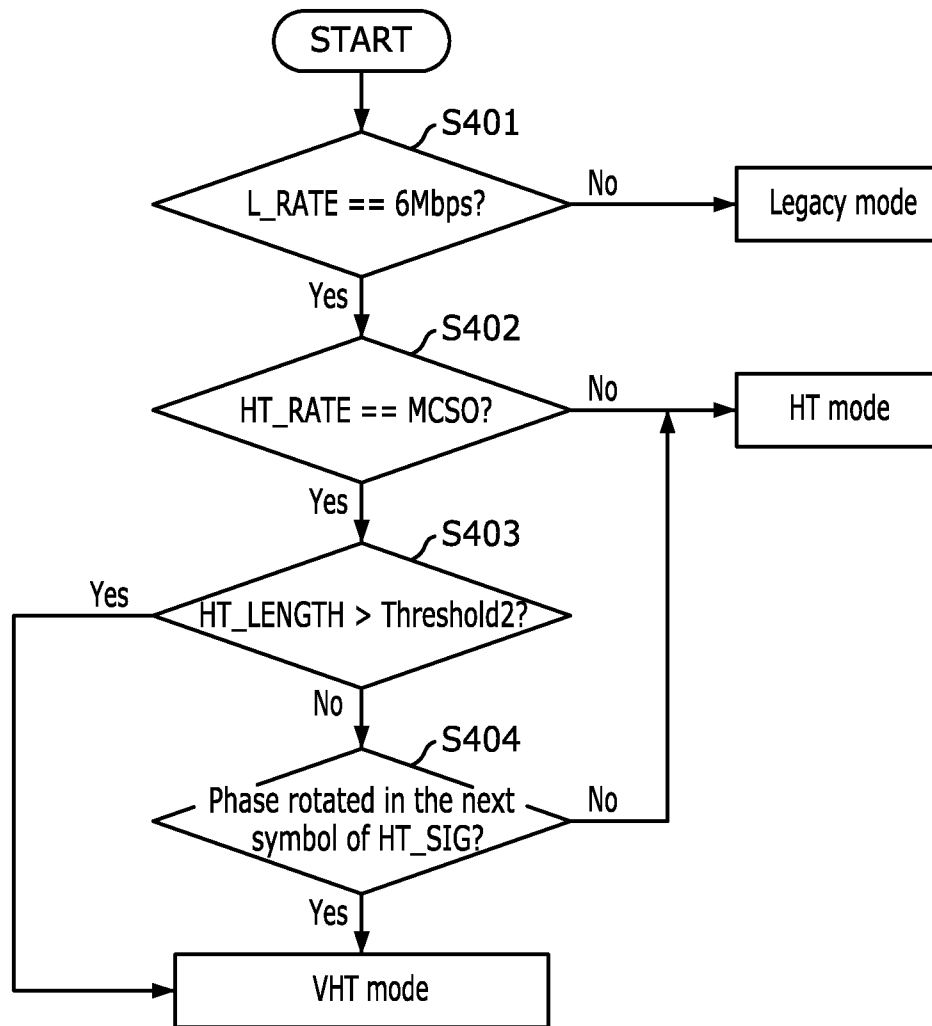 START
S401
L_RATE == 6Mbps?
No
Legacy mode
Yes
S402
HT_RATE == MCSO?
No
HT mode
Yes
S403
Yes
HT_LENGTH > Threshold2?
No
S404
Phase rotated in the next
symbol of HT_SIG?
No
Yes
VHT mode